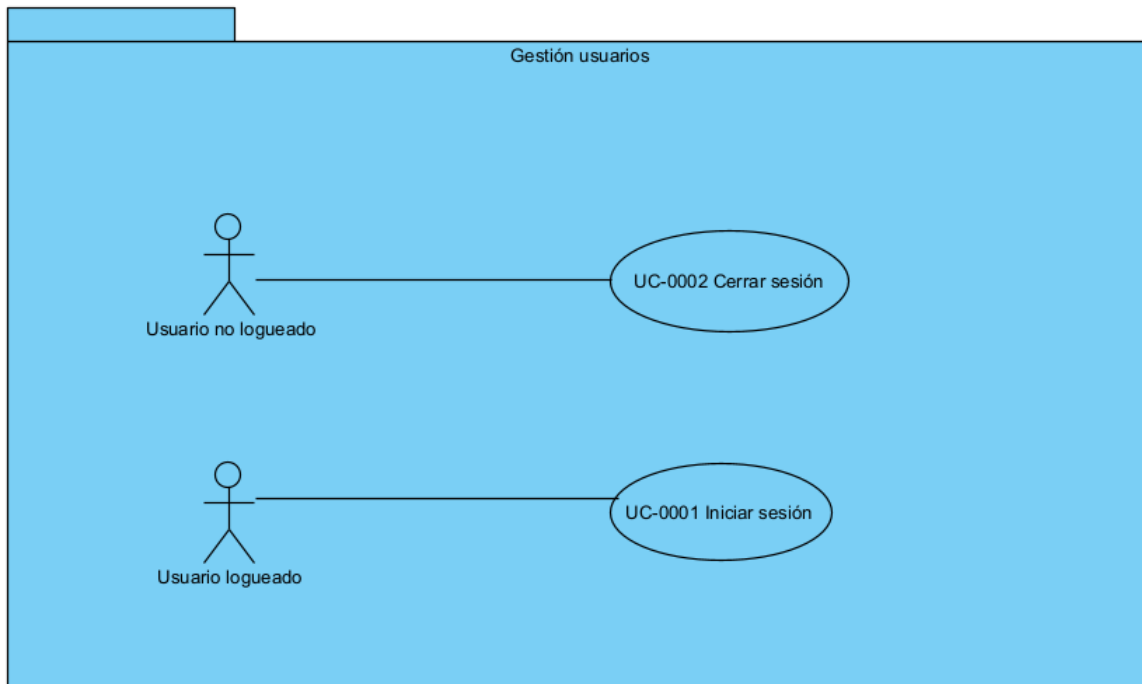 Gestión usuarios
UC-0002 Cerrar sesión
Usuario no logueado
UC-0001 Iniciar sesión
Usuario logueado